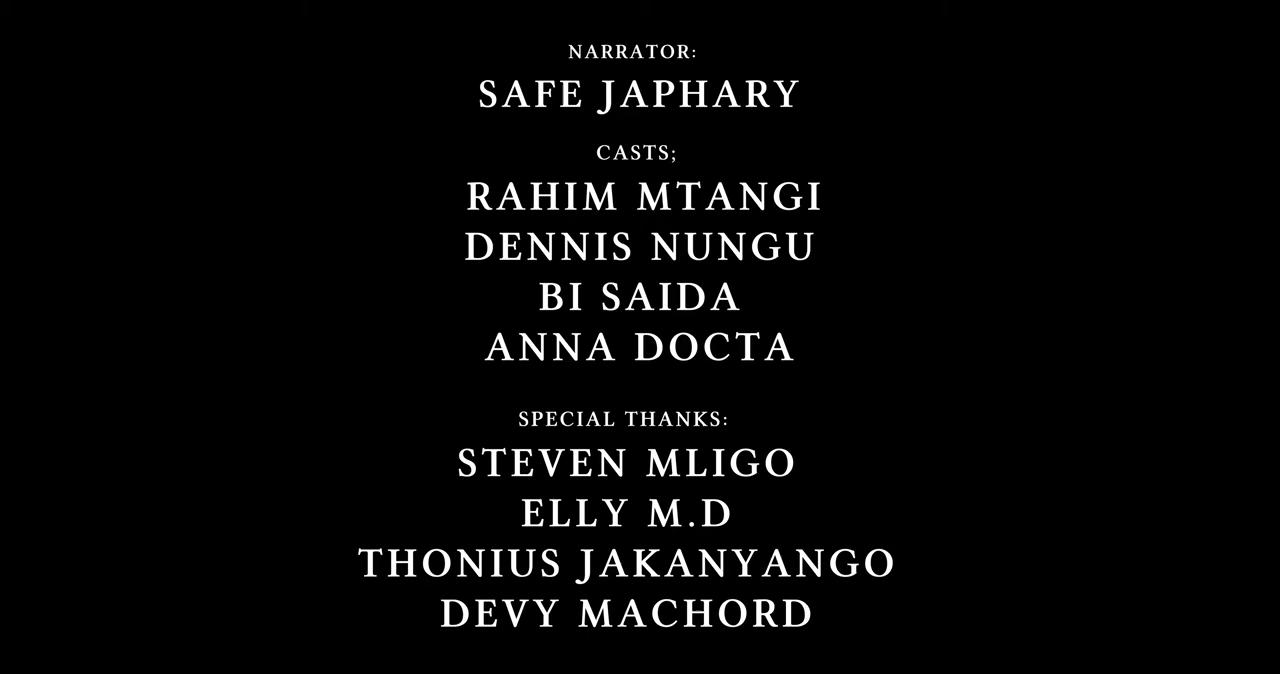 NARRATOR:
SAFE JAPHARY
CASTS;
RAHIM MTANGI
DENNIS NUNGU
BI SAIDA
ANNA DOCTA
SPECIAL THANKS:
STEVEN MLIGO
ELLY M.D
THONIUS JAKANYANGO
DEVY MACHORD